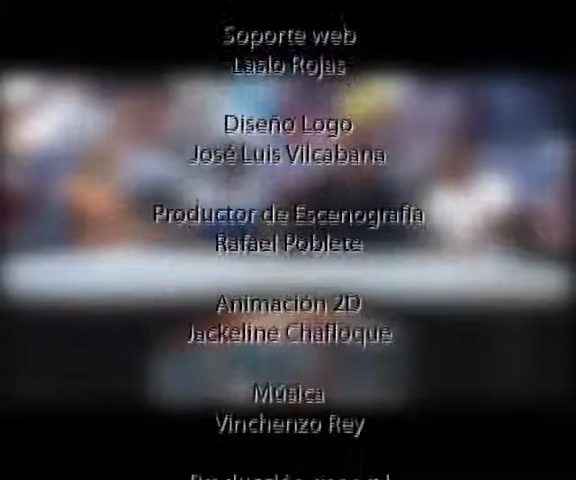 Soporte web
Laslo Rojas
Diseño Logo
José Luis Vilcabana
Productor de Escenografía
Rafael Poblete
Animación 2D
Jackeline Chafloque
Música
Vinchenzo Rey